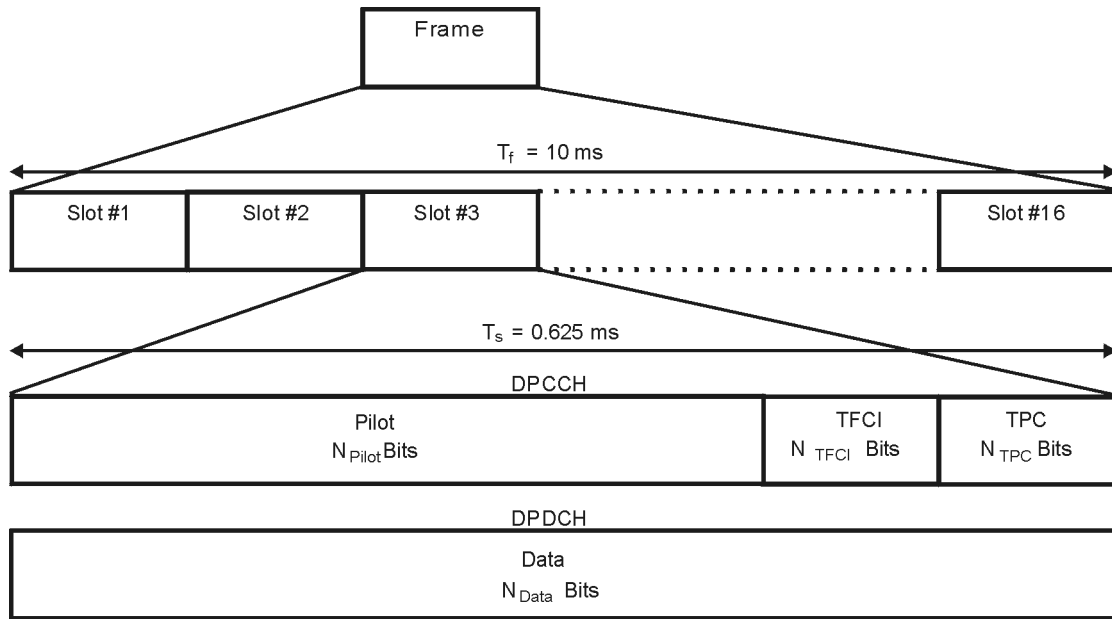 Frame
T_f = 10 ms
Slot #1 Slot #2 Slot #3 Slot #16
T_s = 0.625 ms
DPCCH
Pilot TFCI TPC
N_Pilot Bits N_TFCI Bits N_TPC Bits
DPDCH
Data
N_Data Bits